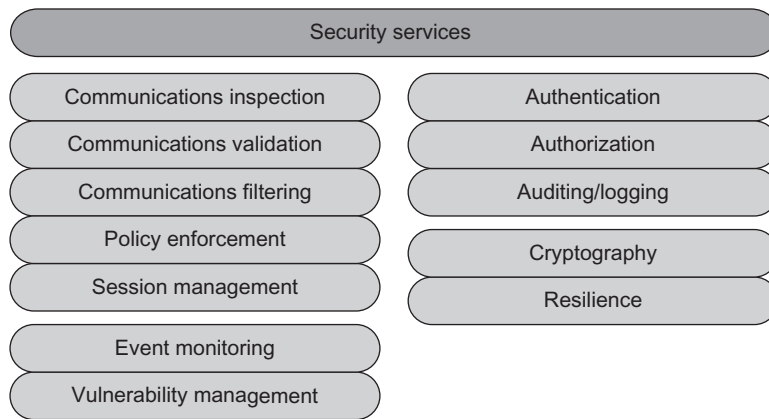 Security services
Communications inspection
Communications validation
Communications filtering
Policy enforcement
Session management
Event monitoring
Vulnerability management
Authentication
Authorization
Auditing/logging
Cryptography
Resilience